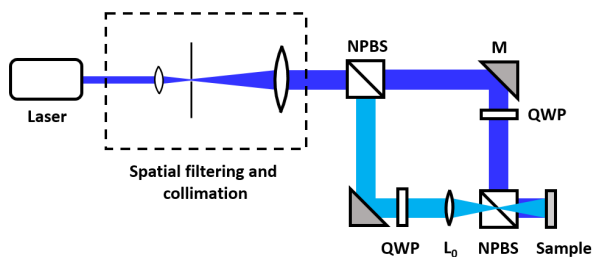 NPBS
M
Laser
QWP
Spatial filtering and
collimation
QWP
L0
NPBS
Sample